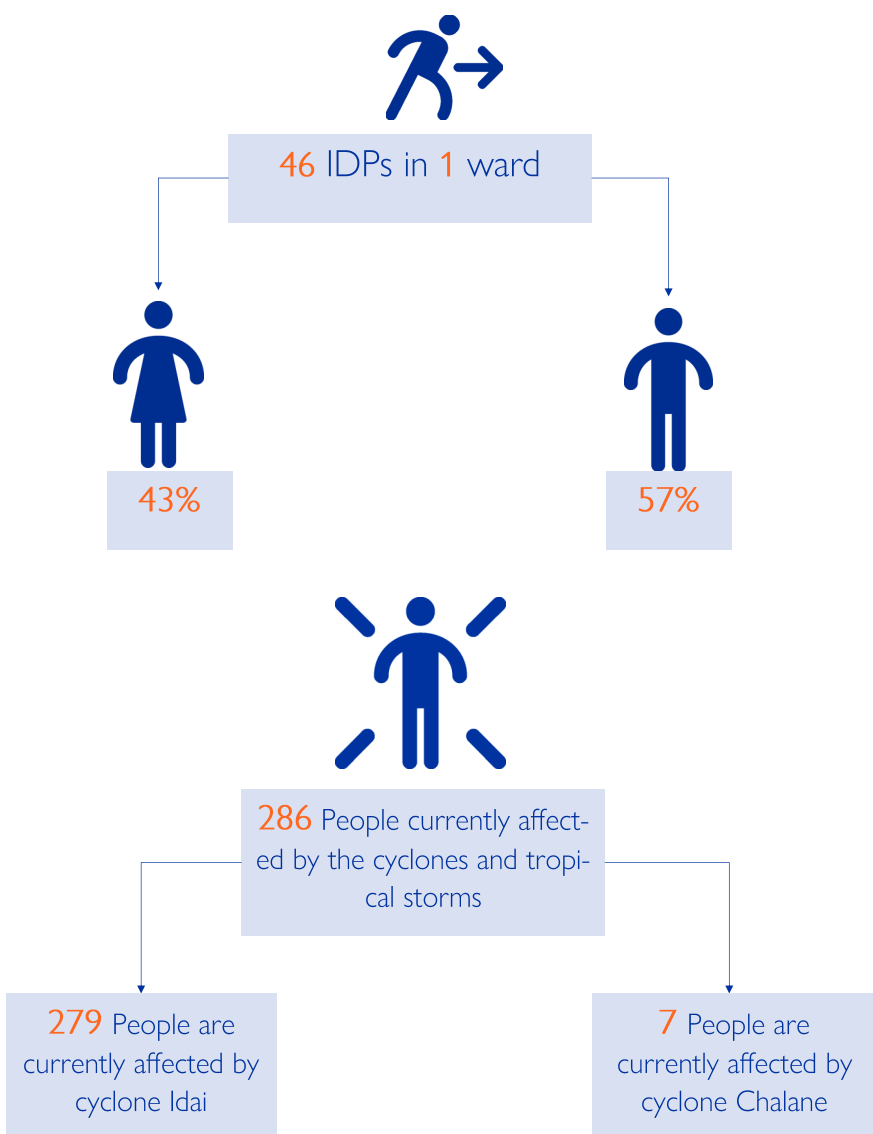 46 IDPs in 1 ward
43%
57%
286 People currently affect-
ed by the cyclones and tropi-
cal storms
279 People are
currently affected by
cyclone Idai
7 People are
currently affected by
cyclone Chalane